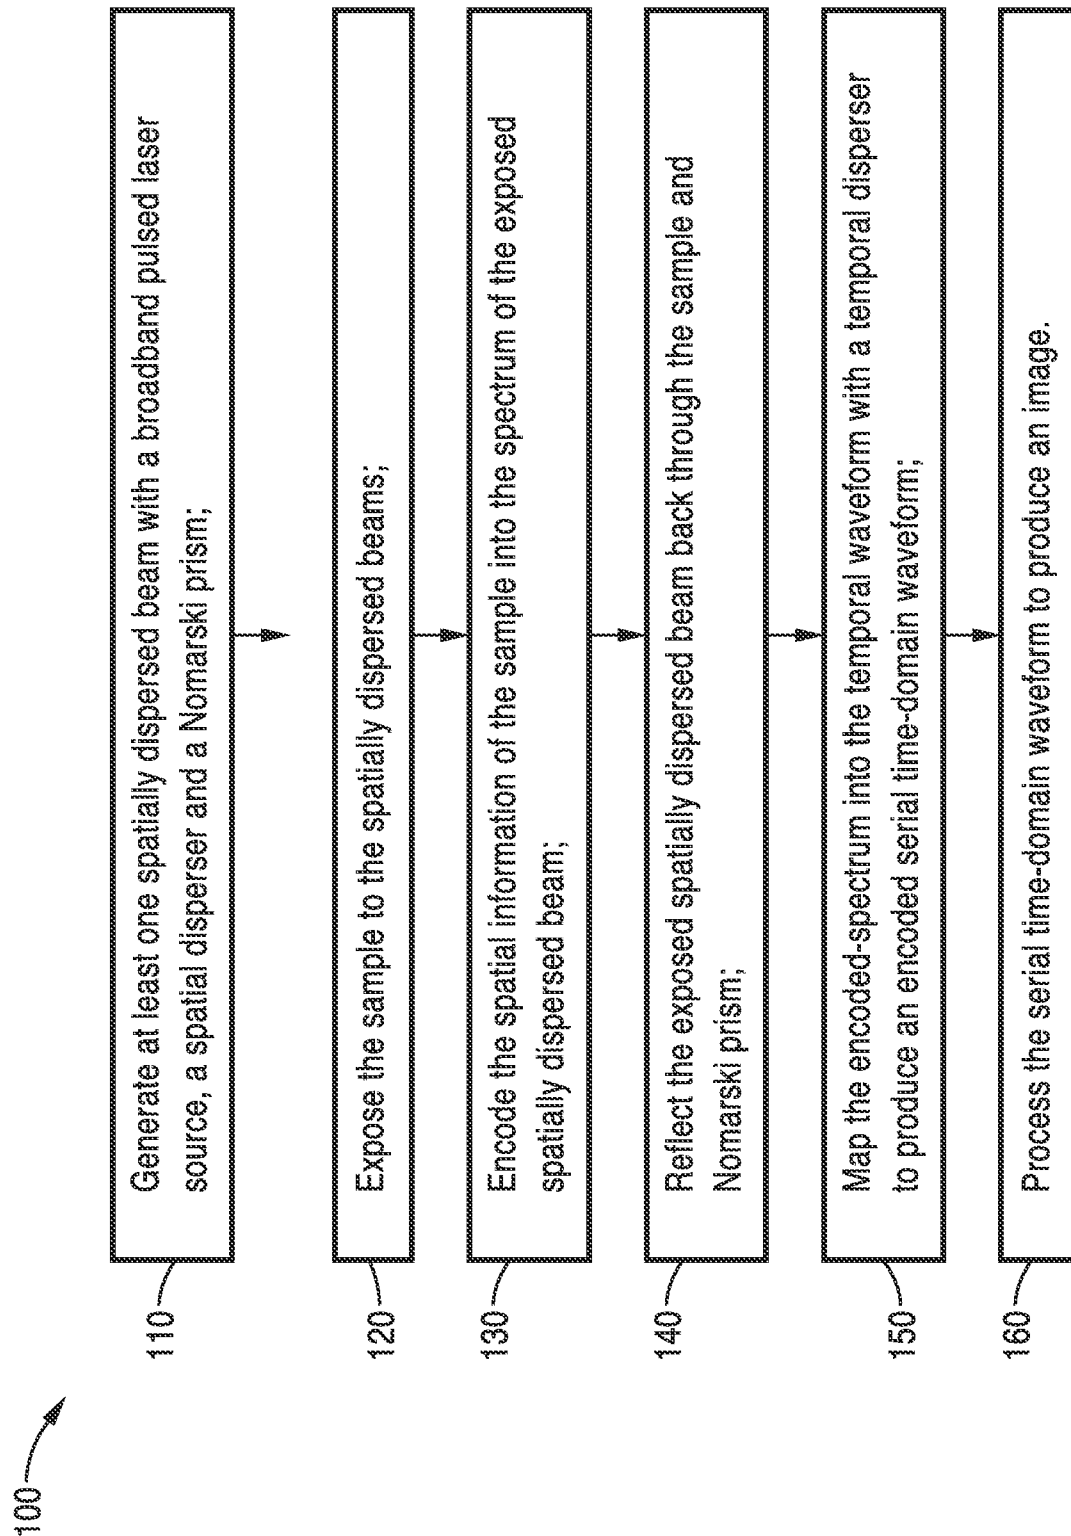 100
110
Generate at least one spatially dispersed beam with a broadband pulsed laser
source, a spatial disperser and a Nomarski prism;
120
Expose the sample to the spatially dispersed beams;
130
Encode the spatial information of the sample into the spectrum of the exposed
spatially dispersed beam;
140
Reflect the exposed spatially dispersed beam back through the sample and
Nomarski prism;
150
Map the encoded-spectrum into the temporal waveform with a temporal disperser
to produce an encoded serial time-domain waveform;
160
Process the serial time-domain waveform to produce an image.